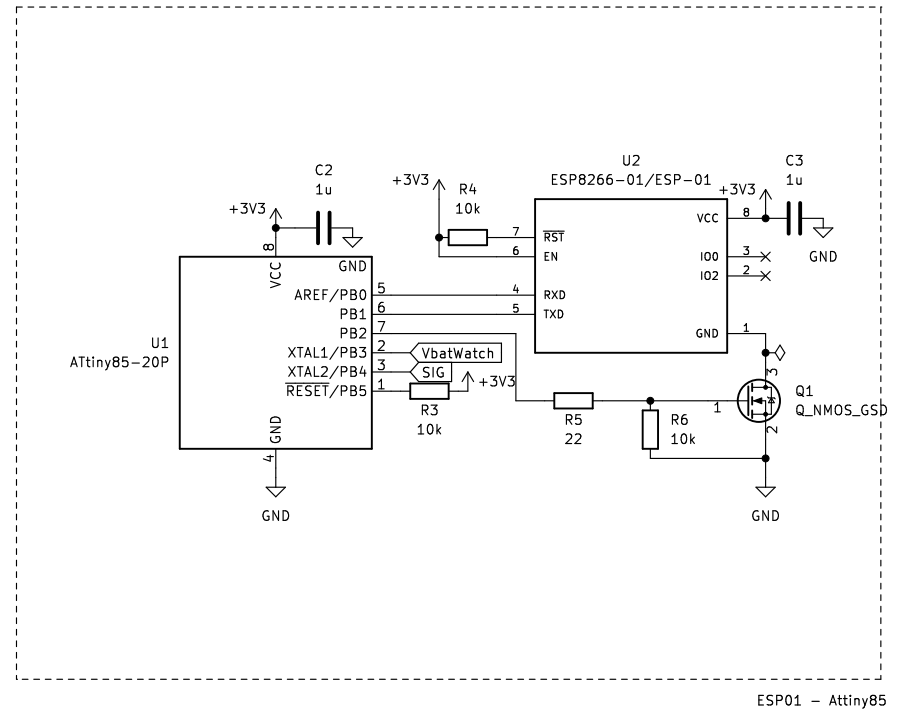 U2
ESP8266-01/ESP-01
C3
1u
+3V3
VCC
8
GND
C2
1u
+3V3
8
VCC
GND
+3V3
R4
10k
7
RST
6
EN
IO0
3
IO2
2
4
RXD
5
TXD
GND
1
U1
ATtiny85-20P
AREF/PB0
5
PB1
6
PB2
7
XTAL1/PB3
2
VbatWatch
XTAL2/PB4
3
SIG
RESET/PB5
1
+3V3
R3
10k
GND
4
GND
R5
22
R6
10k
3
1
2
Q1
Q_NMOS_GSD
GND
ESP01 - Attiny85